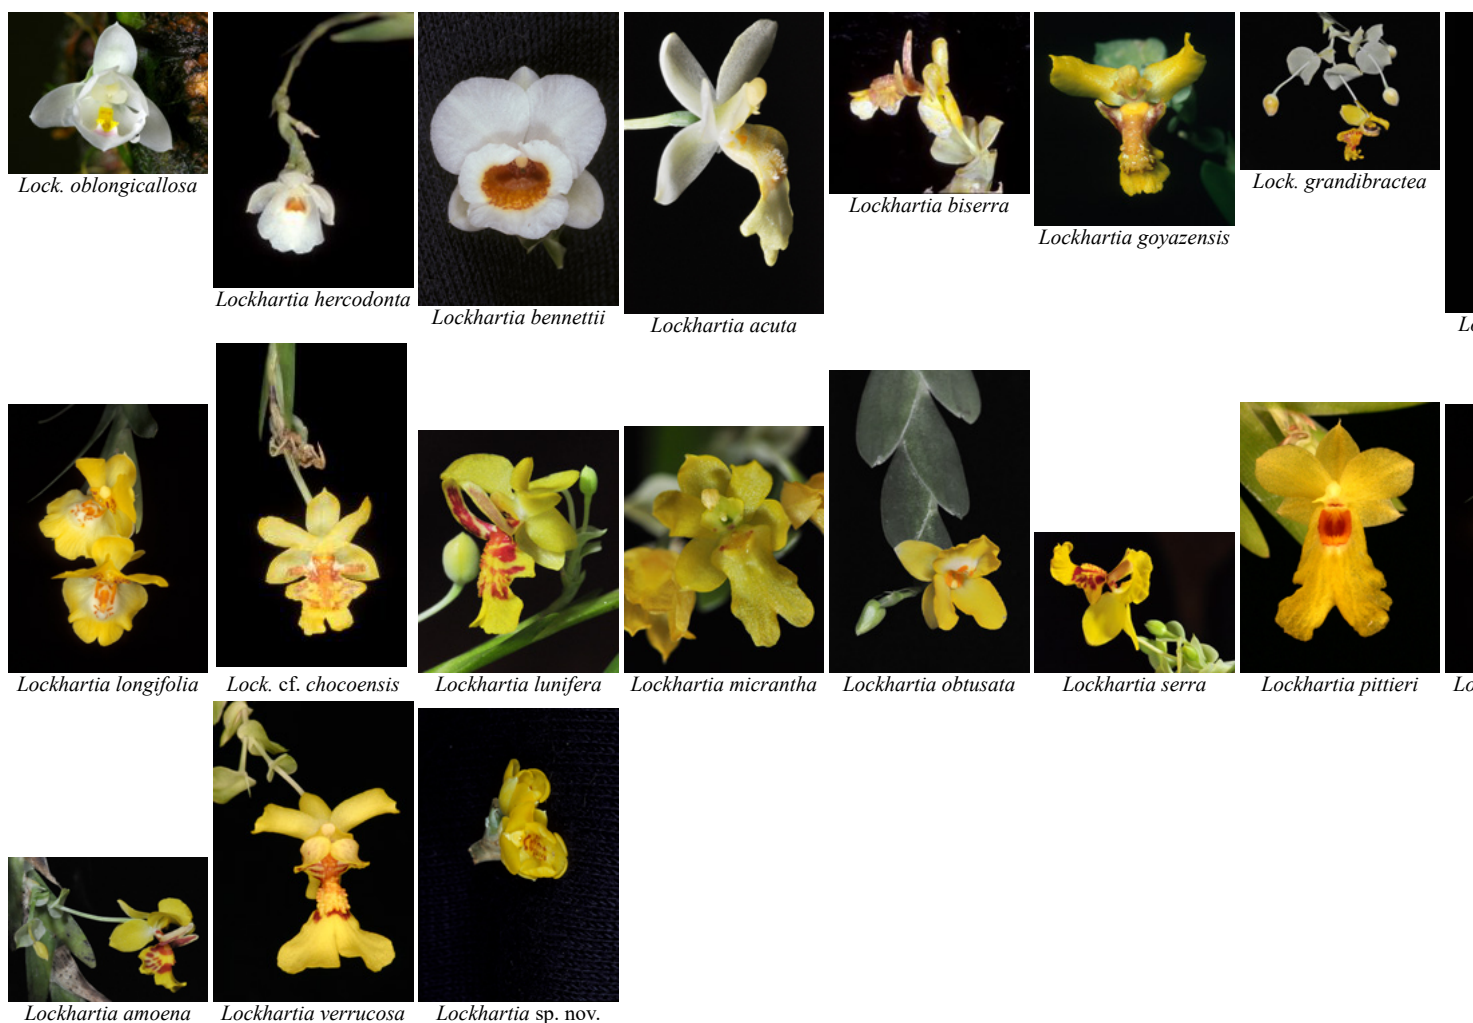 Lock. oblongicallosa
Lockhartia hercodonta
Lockhartia bennettii
Lockhartia acuta
Lockhartia biserra
Lockhartia goyazensis
Lock. grandibractea
Lockhartia longifolia
Lock. cf. chocoensis
Lockhartia lunifera
Lockhartia micrantha
Lockhartia obtusata
Lockhartia serra
Lockhartia pittieri
Lockhartia amoena
Lockhartia verrucosa
Lockhartia sp. nov.